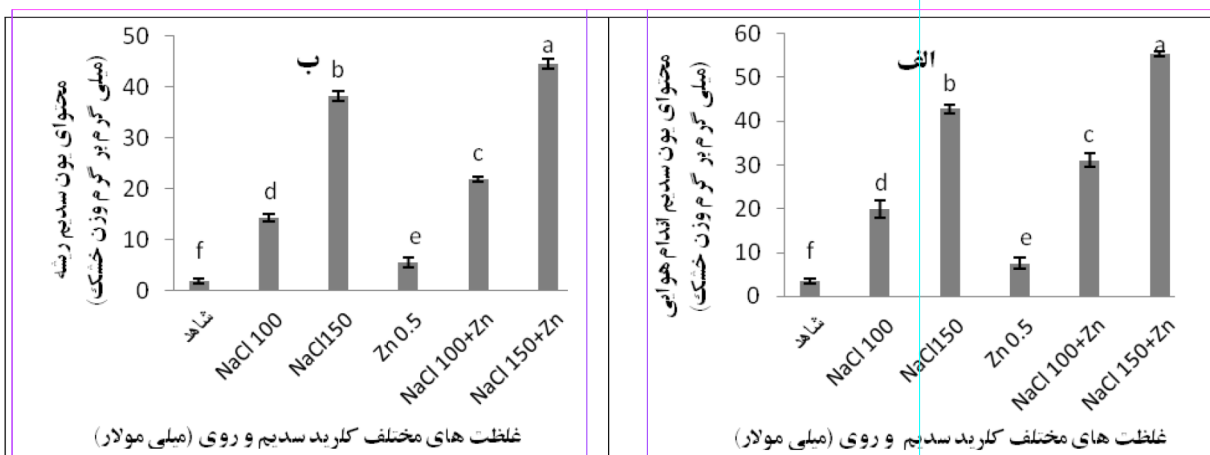 الف
محتوای یون سدیم اندام هوایی
(میلی گرم بر گرم وزن خشک)
60
50
40
30
20
10
0
f
d
b
e
c
a
شاهد
NaCl 100
NaCl150
Zn 0.5
NaCl 100+Zn
NaCl 150+Zn
غلظت های مختلف کلرید سدیم و روی (میلی مولار)
ب
محتوای یون سدیم ریشه
(میلی گرم بر گرم وزن خشک)
50
40
30
20
10
0
f
d
b
e
c
a
شاهد
NaCl 100
NaCl150
Zn 0.5
NaCl 100+Zn
NaCl 150+Zn
غلظت های مختلف کلرید سدیم و روی (میلی مولار)